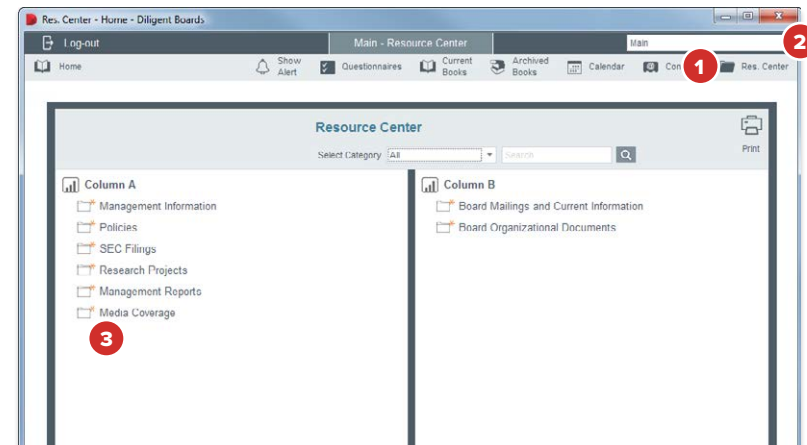 Res. Center - Home - Diligent Boards
Log-out Main - Resource Center Main
2
Home Show Alert Questionnaires Current Books Archived Books Calendar Con 1 Res. Center
Resource Center
Print
Select Category All Search
Column A
Management Information
Policies
SEC Filings
Research Projects
Management Reports
Media Coverage
3
Column B
Board Mailings and Current Information
Board Organizational Documents